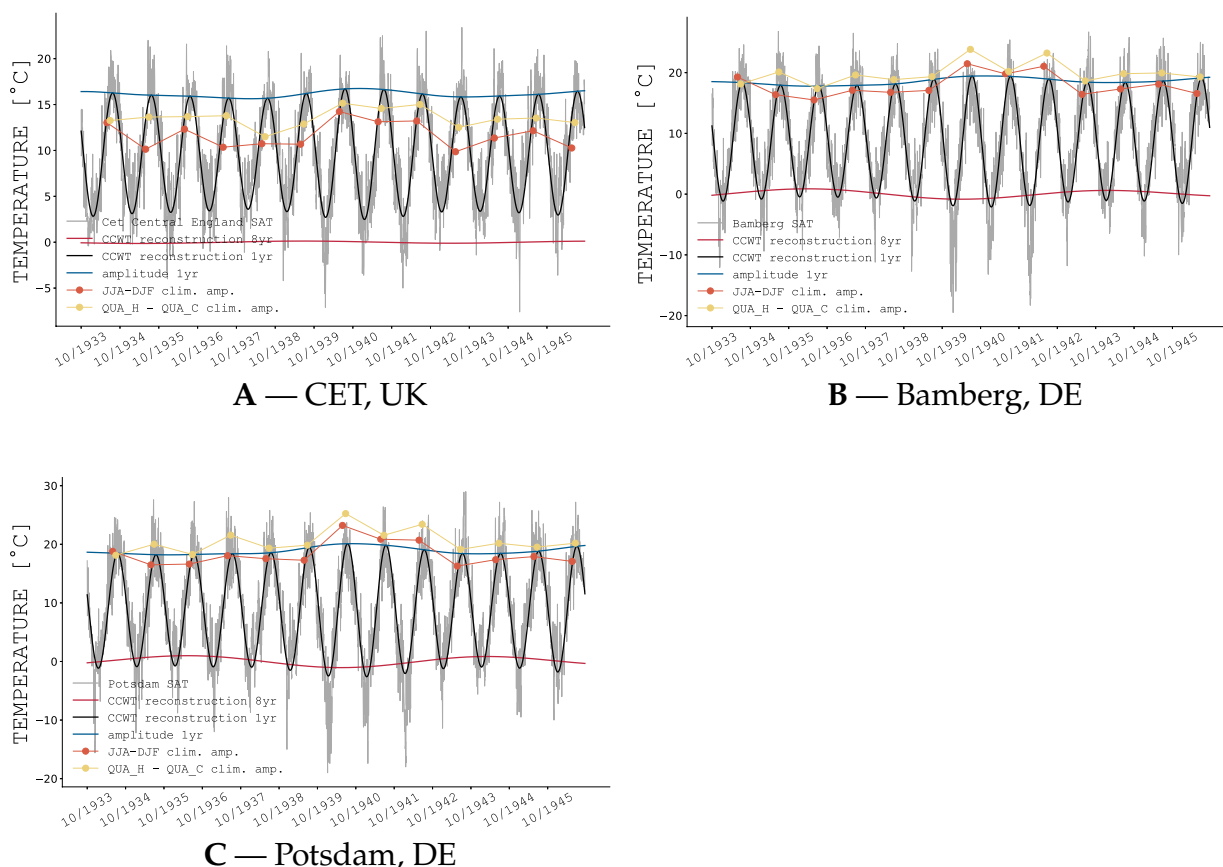 TEMPERATURE [°C]
20
15
10
5
0
−5
Cet Central England SAT
CCWT reconstruction 8yr
CCWT reconstruction 1yr
amplitude 1yr
JJA-DJF clim. amp.
QUA_H - QUA_C clim. amp.
10/1933 10/1934 10/1935 10/1936 10/1937 10/1938 10/1939 10/1940 10/1941 10/1942 10/1943 10/1944 10/1945
A — CET, UK
TEMPERATURE [°C]
20
10
0
−10
−20
Bamberg SAT
CCWT reconstruction 8yr
CCWT reconstruction 1yr
amplitude 1yr
JJA-DJF clim. amp.
QUA_H - QUA_C clim. amp.
10/1933 10/1934 10/1935 10/1936 10/1937 10/1938 10/1939 10/1940 10/1941 10/1942 10/1943 10/1944 10/1945
B — Bamberg, DE
TEMPERATURE [°C]
30
20
10
0
−10
−20
Potsdam SAT
CCWT reconstruction 8yr
CCWT reconstruction 1yr
amplitude 1yr
JJA-DJF clim. amp.
QUA_H - QUA_C clim. amp.
10/1933 10/1934 10/1935 10/1936 10/1937 10/1938 10/1939 10/1940 10/1941 10/1942 10/1943 10/1944 10/1945
C — Potsdam, DE